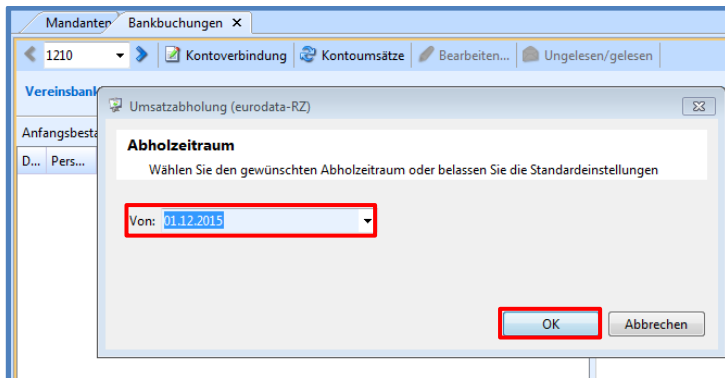 Mandanten Bankbuchungen
1210 Kontoverbindung Kontoumsätze Bearbeiten... Ungelesen/gelesen
Vereinsbank
Umsatzabholung (eurodata-RZ)
Anfangsbesta
D... Pers...
Abholzeitraum
Wählen Sie den gewünschten Abholzeitraum oder belassen Sie die Standardeinstellungen
Von: 01.12.2015
OK Abbrechen